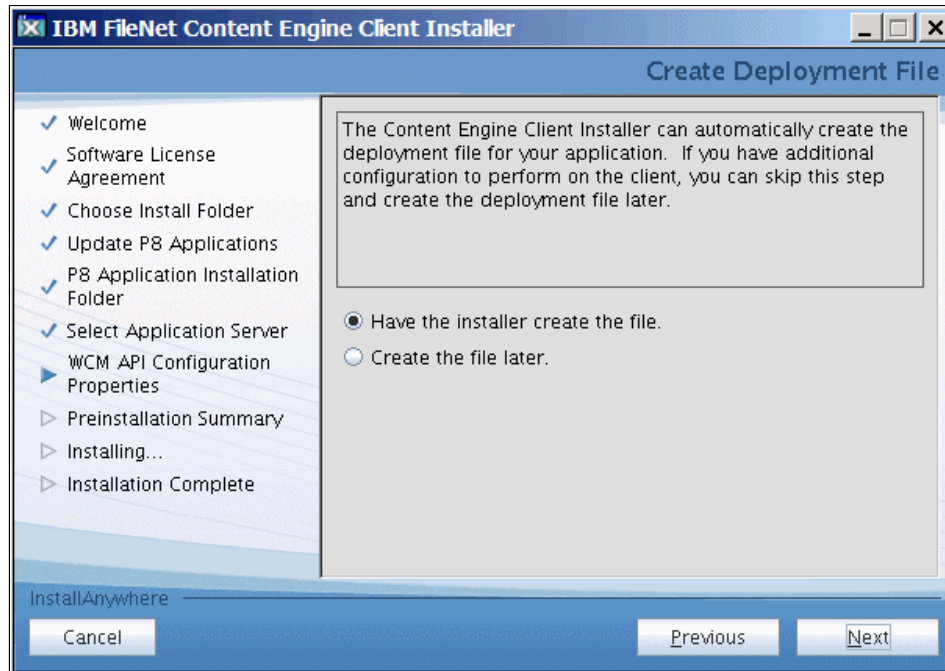 IBM FileNet Content Engine Client Installer
Create Deployment File
Welcome
Software License
Agreement
Choose Install Folder
Update P8 Applications
P8 Application Installation
Folder
Select Application Server
WCM API Configuration
Properties
Preinstallation Summary
Installing...
Installation Complete
The Content Engine Client Installer can automatically create the
deployment file for your application. If you have additional
configuration to perform on the client, you can skip this step
and create the deployment file later.
Have the installer create the file.
Create the file later.
InstallAnywhere
Cancel
Previous
Next